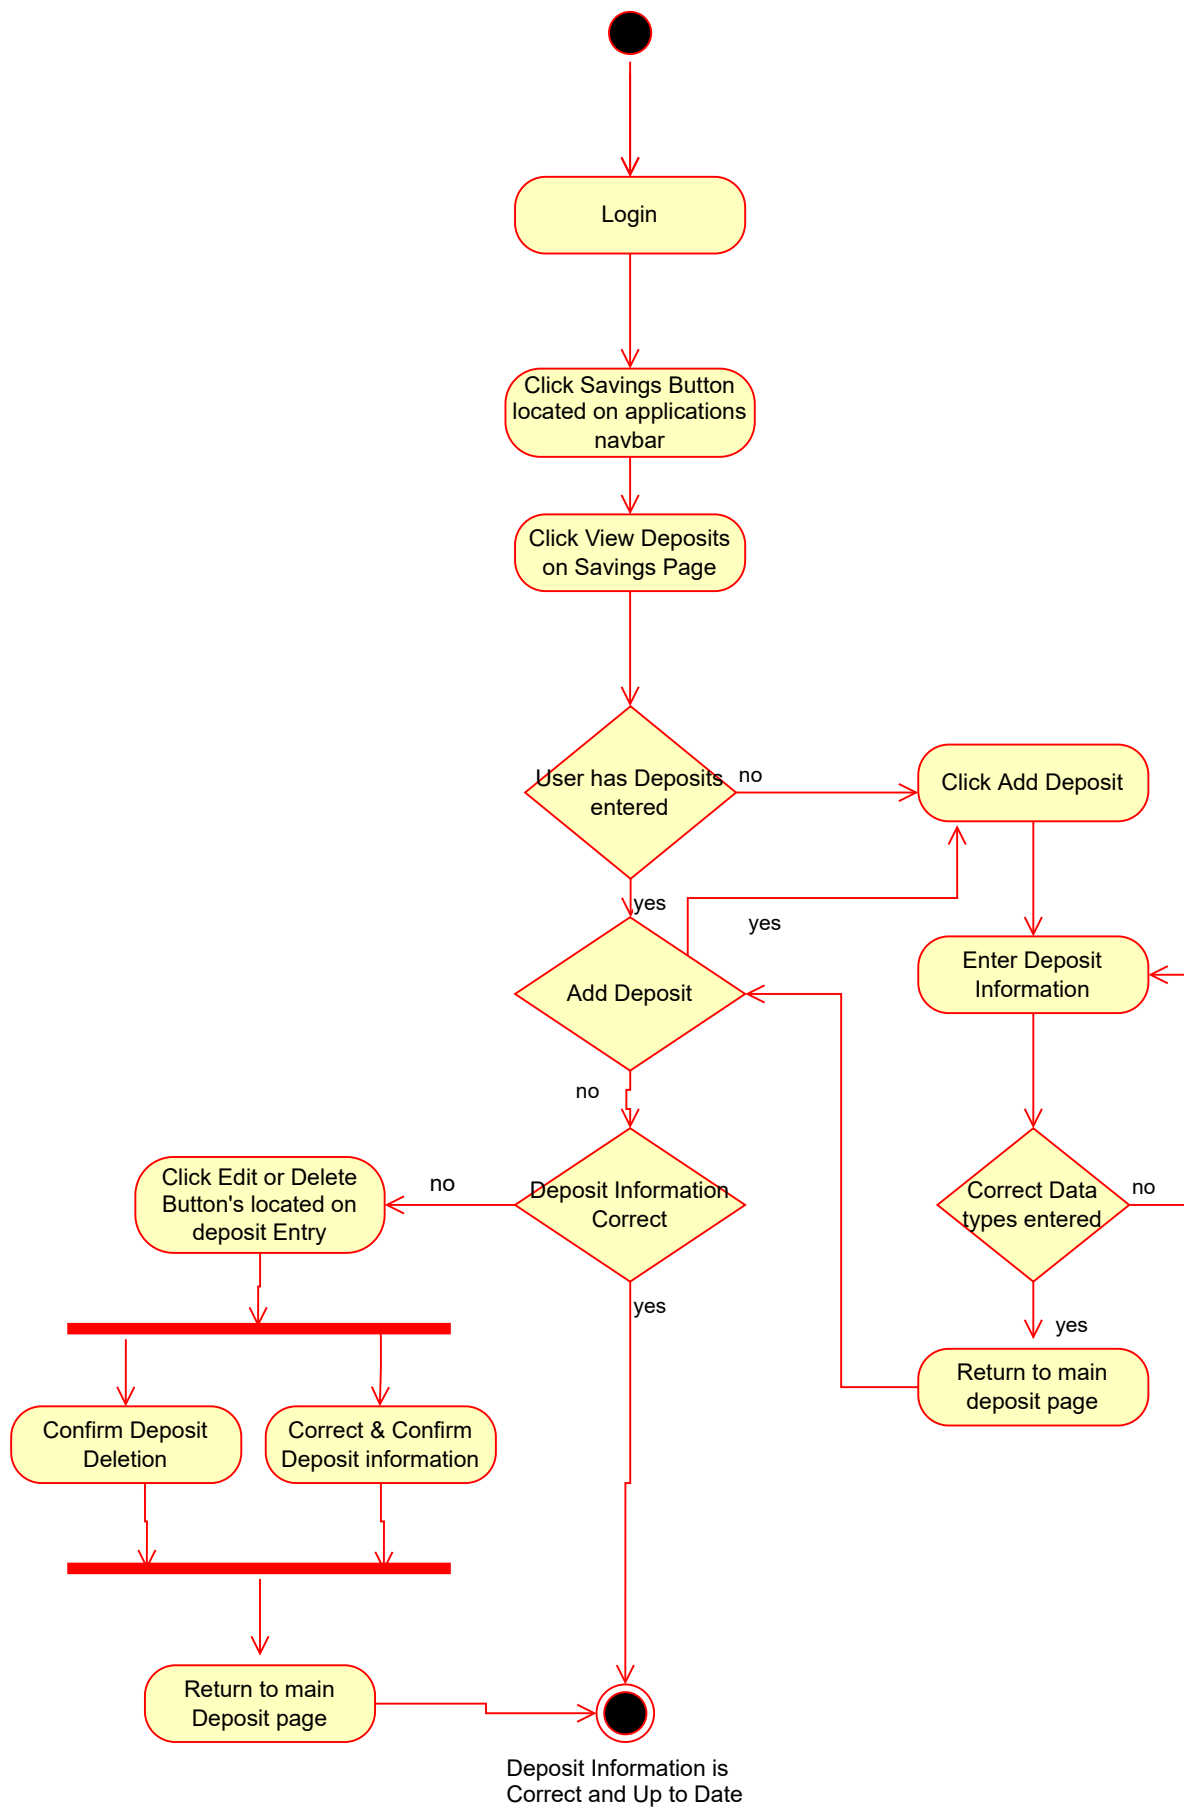 Login
Click Savings Button
located on applications
navbar
Click View Deposits
on Savings Page
User has Deposits
entered
no
Click Add Deposit
yes
yes
Add Deposit
Enter Deposit
Information
no
Deposit Information
Correct
no
Click Edit or Delete
Button's located on
deposit Entry
Correct Data
types entered
no
yes
yes
Return to main
deposit page
Confirm Deposit
Deletion
Correct & Confirm
Deposit information
Return to main
Deposit page
Deposit Information is
Correct and Up to Date